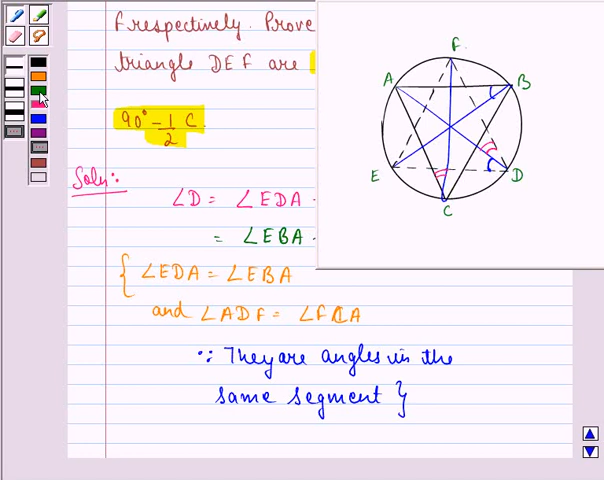 F respectively. Prove
triangle DEF are
90° - 1/2 C
Soln:
∠D = ∠EDA
= ∠EBA
{ ∠EDA = ∠EBA
and ∠ADF = ∠FCA
∵ They are angles in the
same segment }
F
A
B
E
D
C